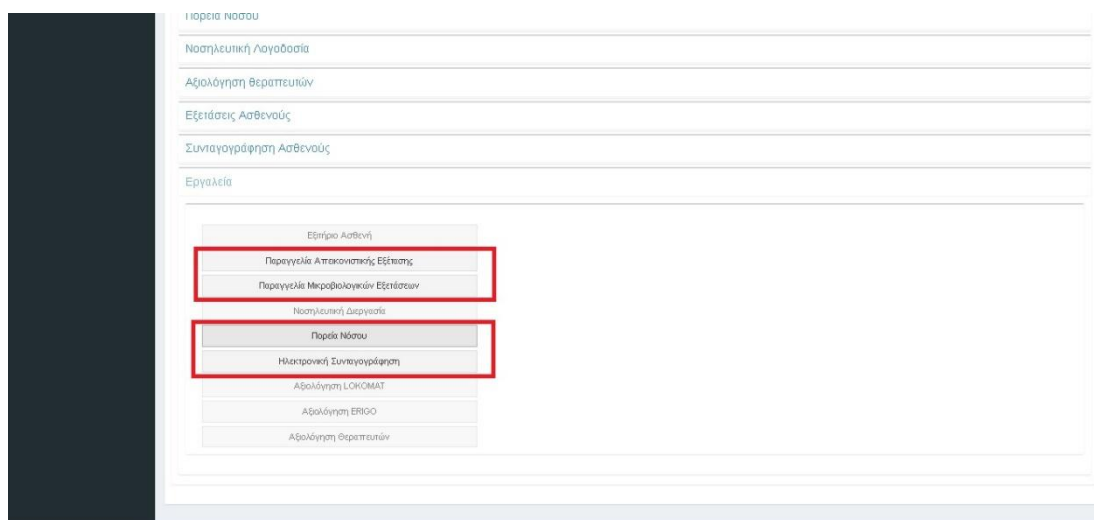 Πορεία Νόσου
Νοσηλευτική Λογοδοσία
Αξιολόγηση θεραπευτών
Εξετάσεις Ασθενούς
Συνταγογράφηση Ασθενούς
Εργαλεία
Εξιτήριο Ασθενή
Παραγγελία Απεικονιστικής Εξέτασης
Παραγγελία Μικροβιολογικών Εξετάσεων
Νοσηλευτική Διεργασία
Πορεία Νόσου
Ηλεκτρονική Συνταγογράφηση
Αξιολόγηση LOKOMAT
Αξιολόγηση ERIGO
Αξιολόγηση Θεραπευτών